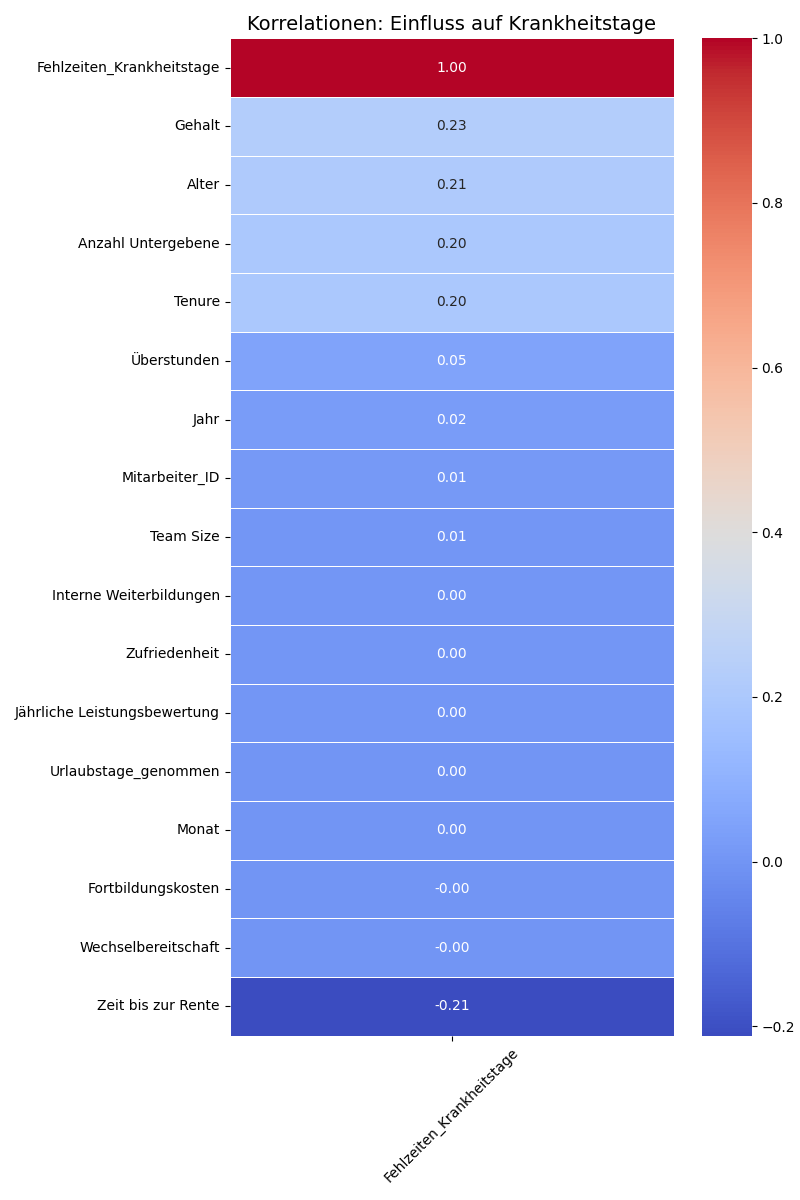 Korrelationen: Einfluss auf Krankheitstage
Fehlzeiten_Krankheitstage 1.00
Gehalt 0.23
Alter 0.21
Anzahl Untergebene 0.20
Tenure 0.20
Überstunden 0.05
Jahr 0.02
Mitarbeiter_ID 0.01
Team Size 0.01
Interne Weiterbildungen 0.00
Zufriedenheit 0.00
Jährliche Leistungsbewertung 0.00
Urlaubstage_genommen 0.00
Monat 0.00
Fortbildungskosten -0.00
Wechselbereitschaft -0.00
Zeit bis zur Rente -0.21
Fehlzeiten_Krankheitstage
1.0
0.8
0.6
0.4
0.2
0.0
−0.2